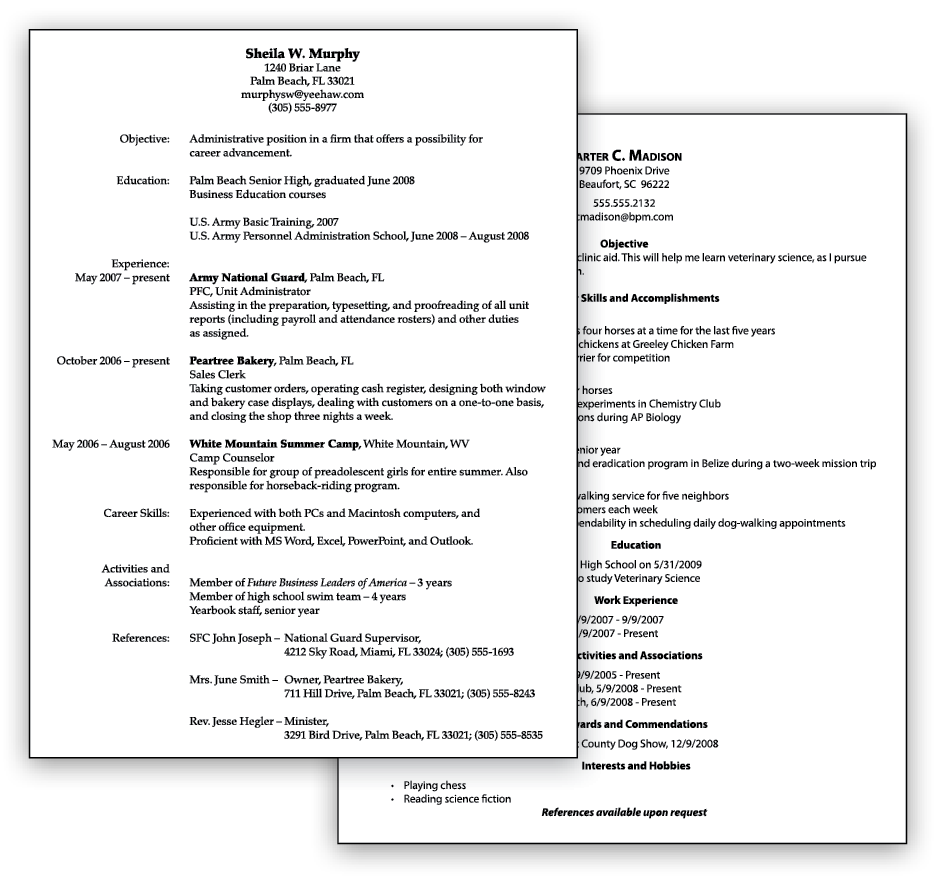 Sheila W. Murphy
1240 Briar Lane
Palm Beach, FL 33021
murphysw@yeehaw.com
(305) 555-8977
Objective: Administrative position in a firm that offers a possibility for
career advancement.
Education: Palm Beach Senior High, graduated June 2008
Business Education courses
U.S. Army Basic Training, 2007
U.S. Army Personnel Administration School, June 2008 – August 2008
Experience:
May 2007 – present Army National Guard, Palm Beach, FL
PFC, Unit Administrator
Assisting in the preparation, typesetting, and proofreading of all unit
reports (including payroll and attendance rosters) and other duties
as assigned.
October 2006 – present Peartree Bakery, Palm Beach, FL
Sales Clerk
Taking customer orders, operating cash register, designing both window
and bakery case displays, dealing with customers on a one-to-one basis,
and closing the shop three nights a week.
May 2006 – August 2006 White Mountain Summer Camp, White Mountain, WV
Camp Counselor
Responsible for group of preadolescent girls for entire summer. Also
responsible for horseback-riding program.
Career Skills: Experienced with both PCs and Macintosh computers, and
other office equipment.
Proficient with MS Word, Excel, PowerPoint, and Outlook.
Activities and
Associations: Member of Future Business Leaders of America – 3 years
Member of high school swim team – 4 years
Yearbook staff, senior year
References: SFC John Joseph – National Guard Supervisor,
4212 Sky Road, Miami, FL 33024; (305) 555-1693
Mrs. June Smith – Owner, Peartree Bakery,
711 Hill Drive, Palm Beach, FL 33021; (305) 555-8243
Rev. Jesse Hegler – Minister,
3291 Bird Drive, Palm Beach, FL 33021; (305) 555-8535
ARTER C. MADISON
9709 Phoenix Drive
Beaufort, SC 96222
555.555.2132
cmadison@bpm.com
Objective
clinic aid. This will help me learn veterinary science, as I pursue
n.
Skills and Accomplishments
s four horses at a time for the last five years
chickens at Greeley Chicken Farm
rrier for competition
horses
experiments in Chemistry Club
ons during AP Biology
enior year
nd eradication program in Belize during a two-week mission trip
walking service for five neighbors
omers each week
endability in scheduling daily dog-walking appointments
Education
High School on 5/31/2009
o study Veterinary Science
Work Experience
/9/2007 - 9/9/2007
/9/2007 - Present
ctivities and Associations
9/9/2005 - Present
lub, 5/9/2008 - Present
ch, 6/9/2008 - Present
wards and Commendations
County Dog Show, 12/9/2008
Interests and Hobbies
• Playing chess
• Reading science fiction
References available upon request